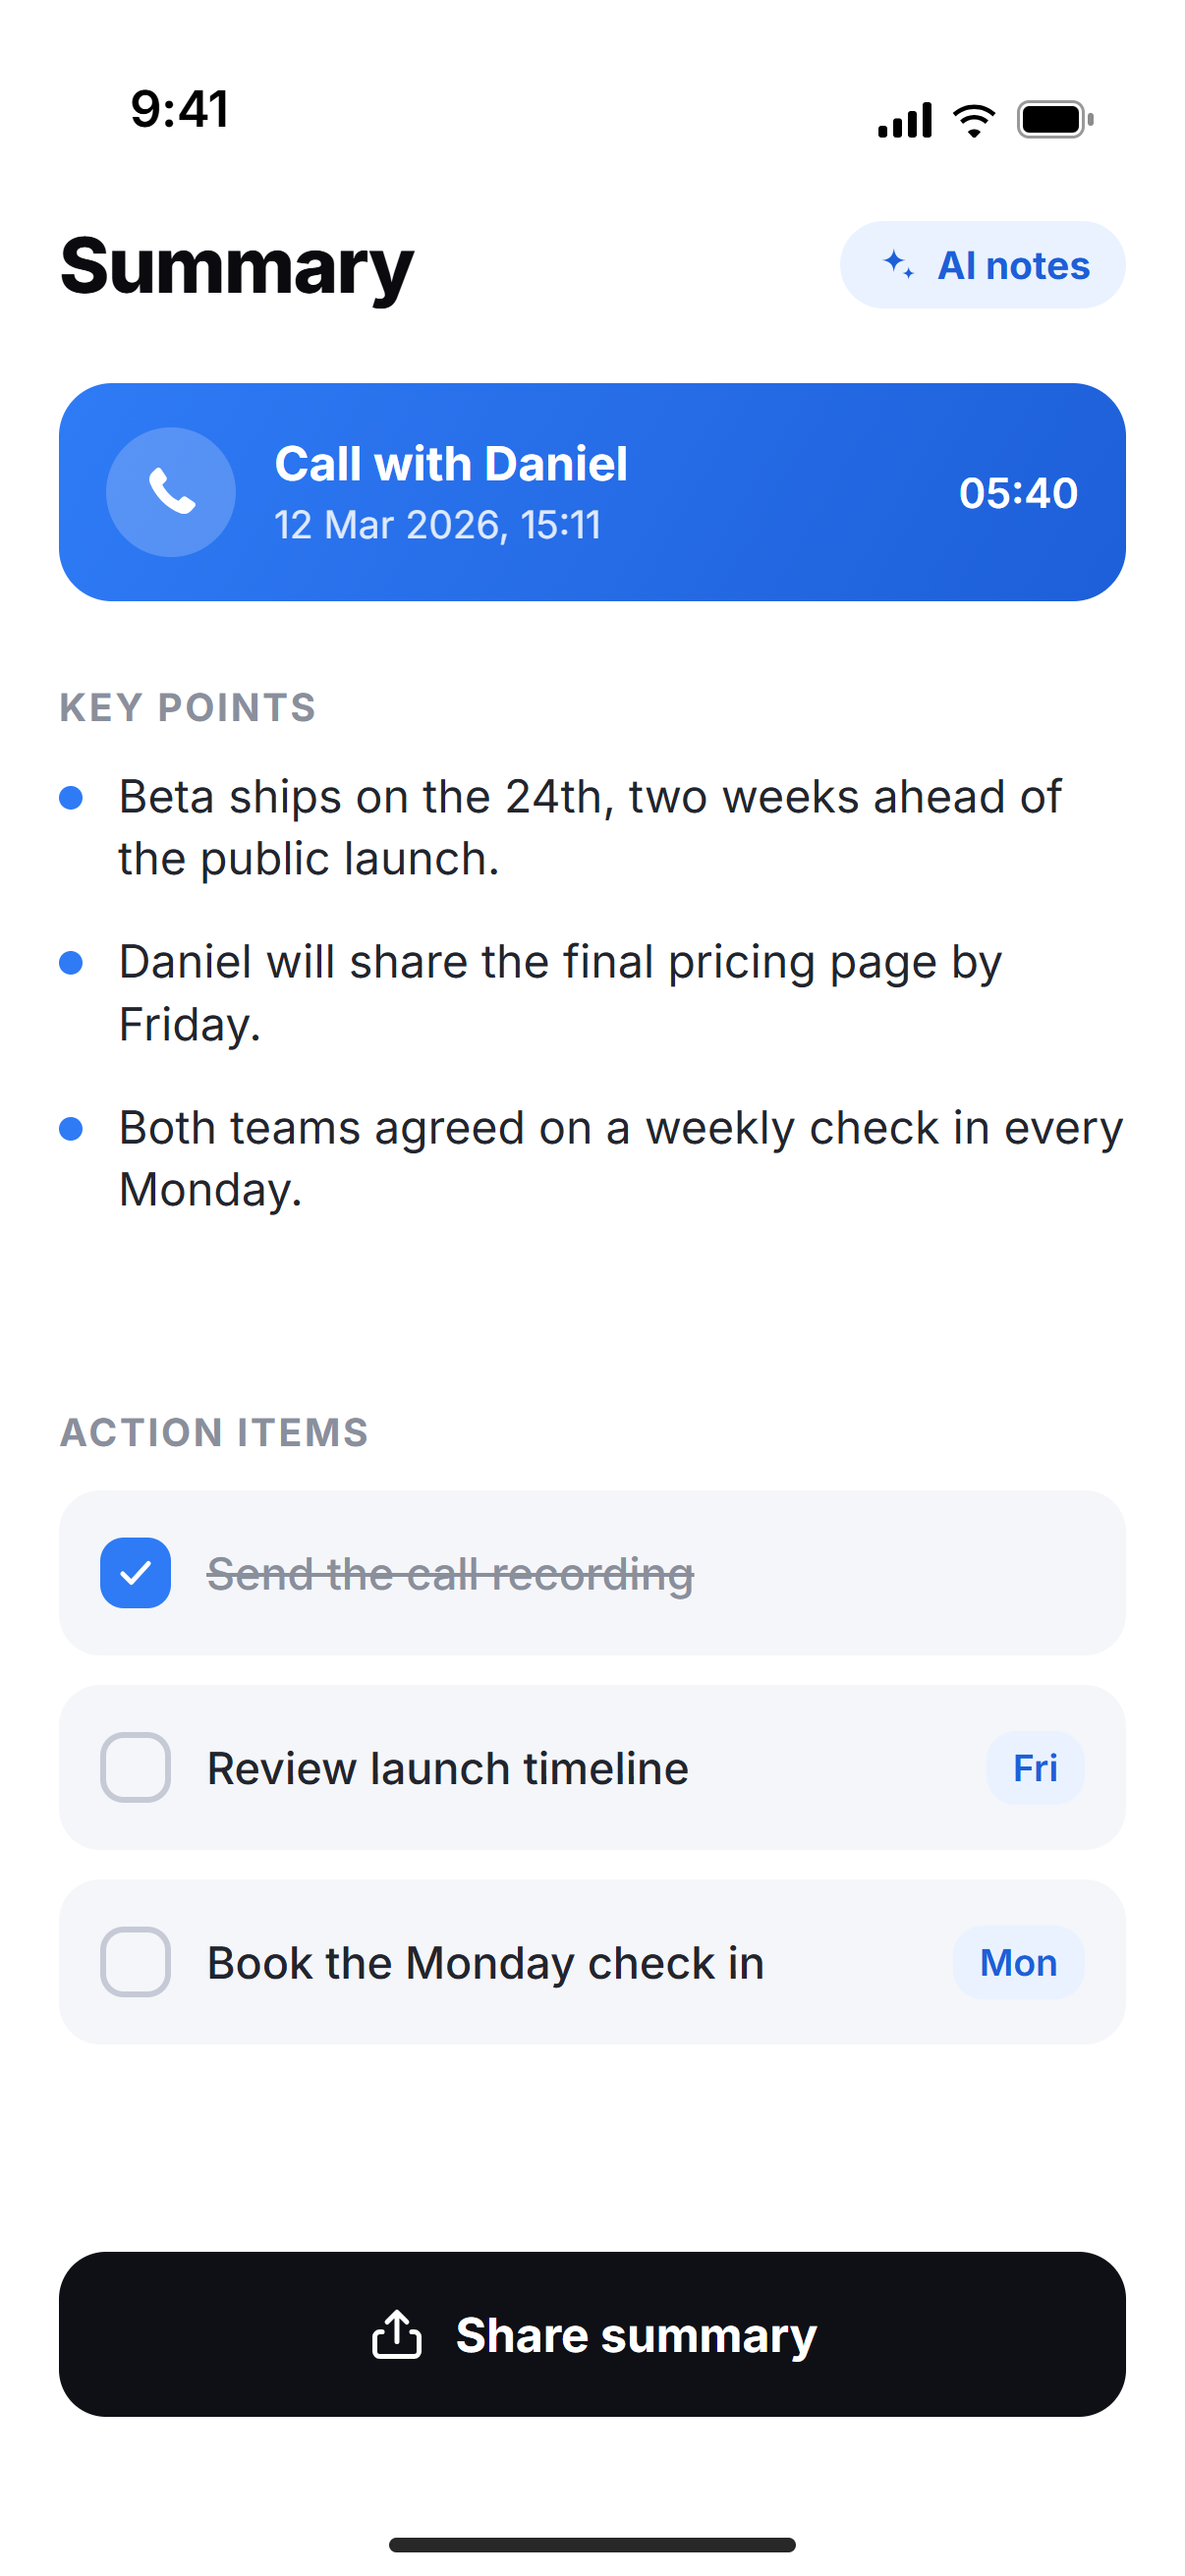 9:41
Summary
AI notes
Call with Daniel
12 Mar 2026, 15:11
05:40
KEY POINTS
Beta ships on the 24th, two weeks ahead of
the public launch.
Daniel will share the final pricing page by
Friday.
Both teams agreed on a weekly check in every
Monday.
ACTION ITEMS
Send the call recording
Review launch timeline
Fri
Book the Monday check in
Mon
Share summary